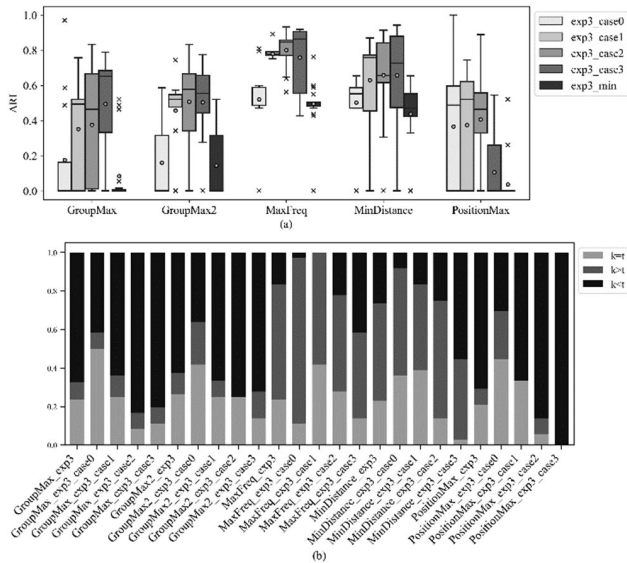 (a)
ARI
1.0
0.8
0.6
0.4
0.2
0.0
GroupMax
GroupMax2
MaxFreq
MinDistance
PositionMax
exp3_case0
exp3_case1
exp3_casc2
cxp3_casc3
exp3_min
(a)
1.0
0.8
0.6
0.4
0.2
0.0
k=t
k>t
k<t
GroupMax_exp3
GroupMax_exp3_case0
GroupMax_exp3_case1
GroupMax_exp3_case2
GroupMax_exp3_case3
GroupMax2_exp3
GroupMax2_exp3_case0
GroupMax2_exp3_case1
GroupMax2_exp3_case2
GroupMax2_exp3_case3
MaxFreq_exp3
MaxFreq_exp3_case0
MaxFreq_exp3_case1
MaxFreq_exp3_case2
MaxFreq_exp3_case3
MinDistance_exp3
MinDistance_exp3_case0
MinDistance_exp3_case1
MinDistance_exp3_case2
MinDistance_exp3_case3
PositionMax_exp3
PositionMax_exp3_case0
PositionMax_exp3_case1
PositionMax_exp3_case2
PositionMax_exp3_case3
(b)